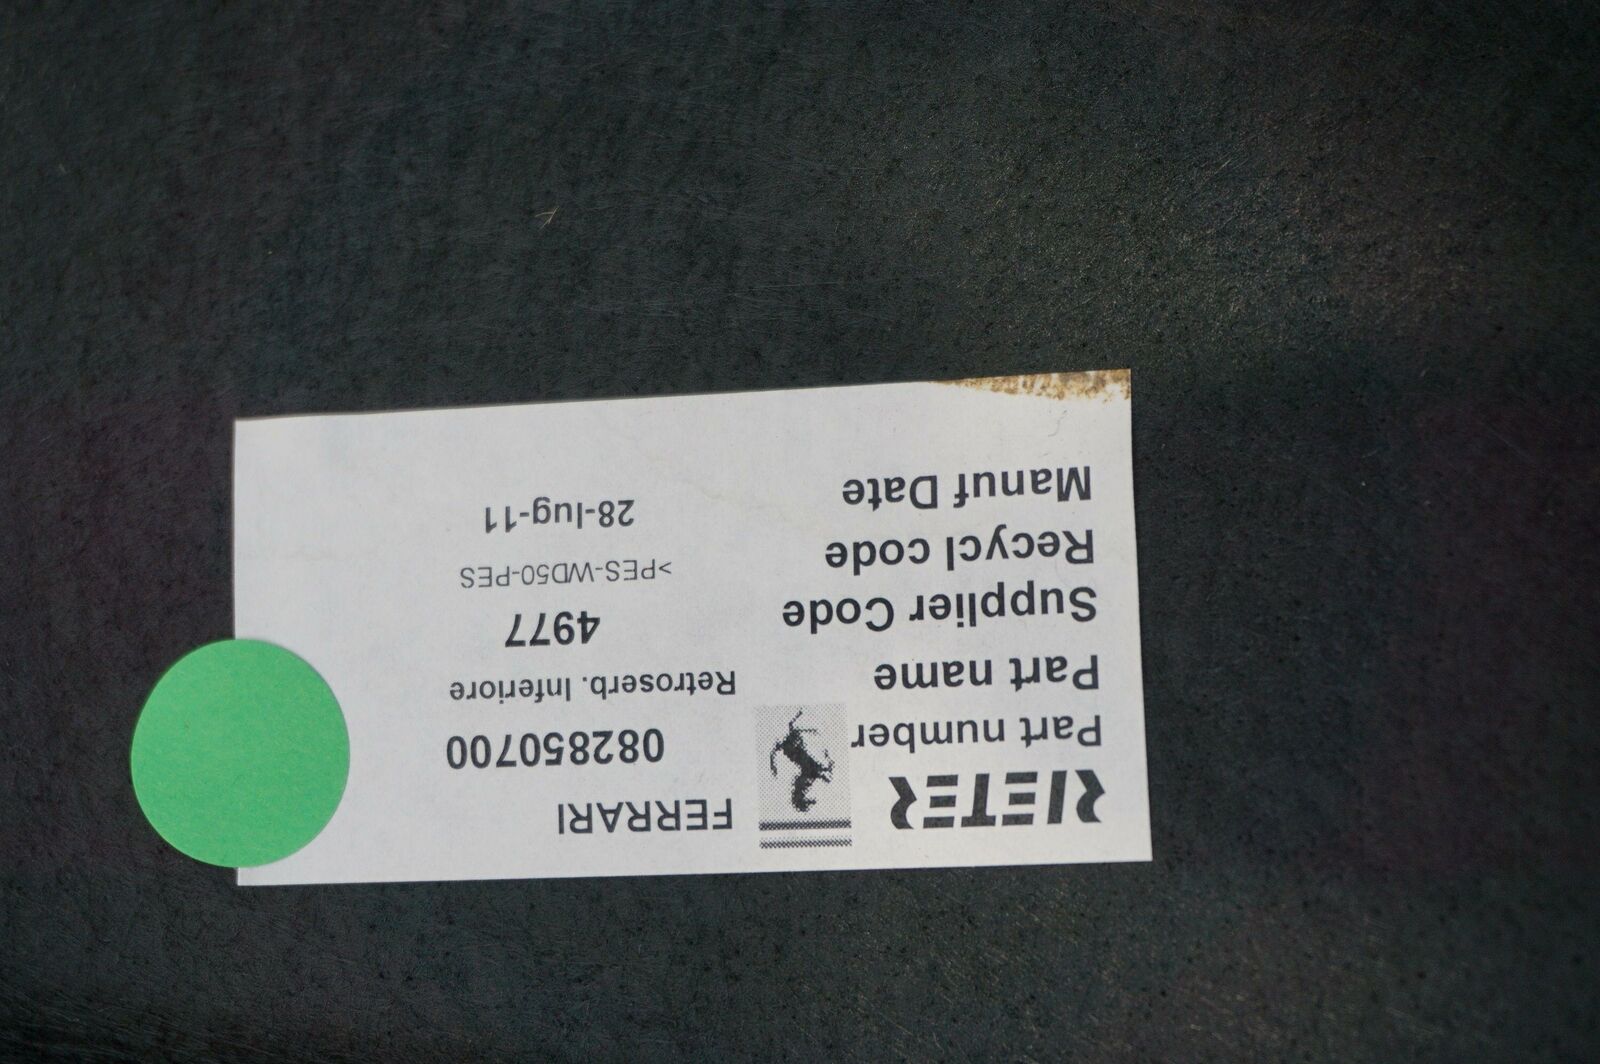 RIETER FERRARI
Part number 082850700
Part name Retroserb. Inferiore
Supplier Code 4977
Recycl code >PES-WD50-PES
Manuf Date 28-lug-11